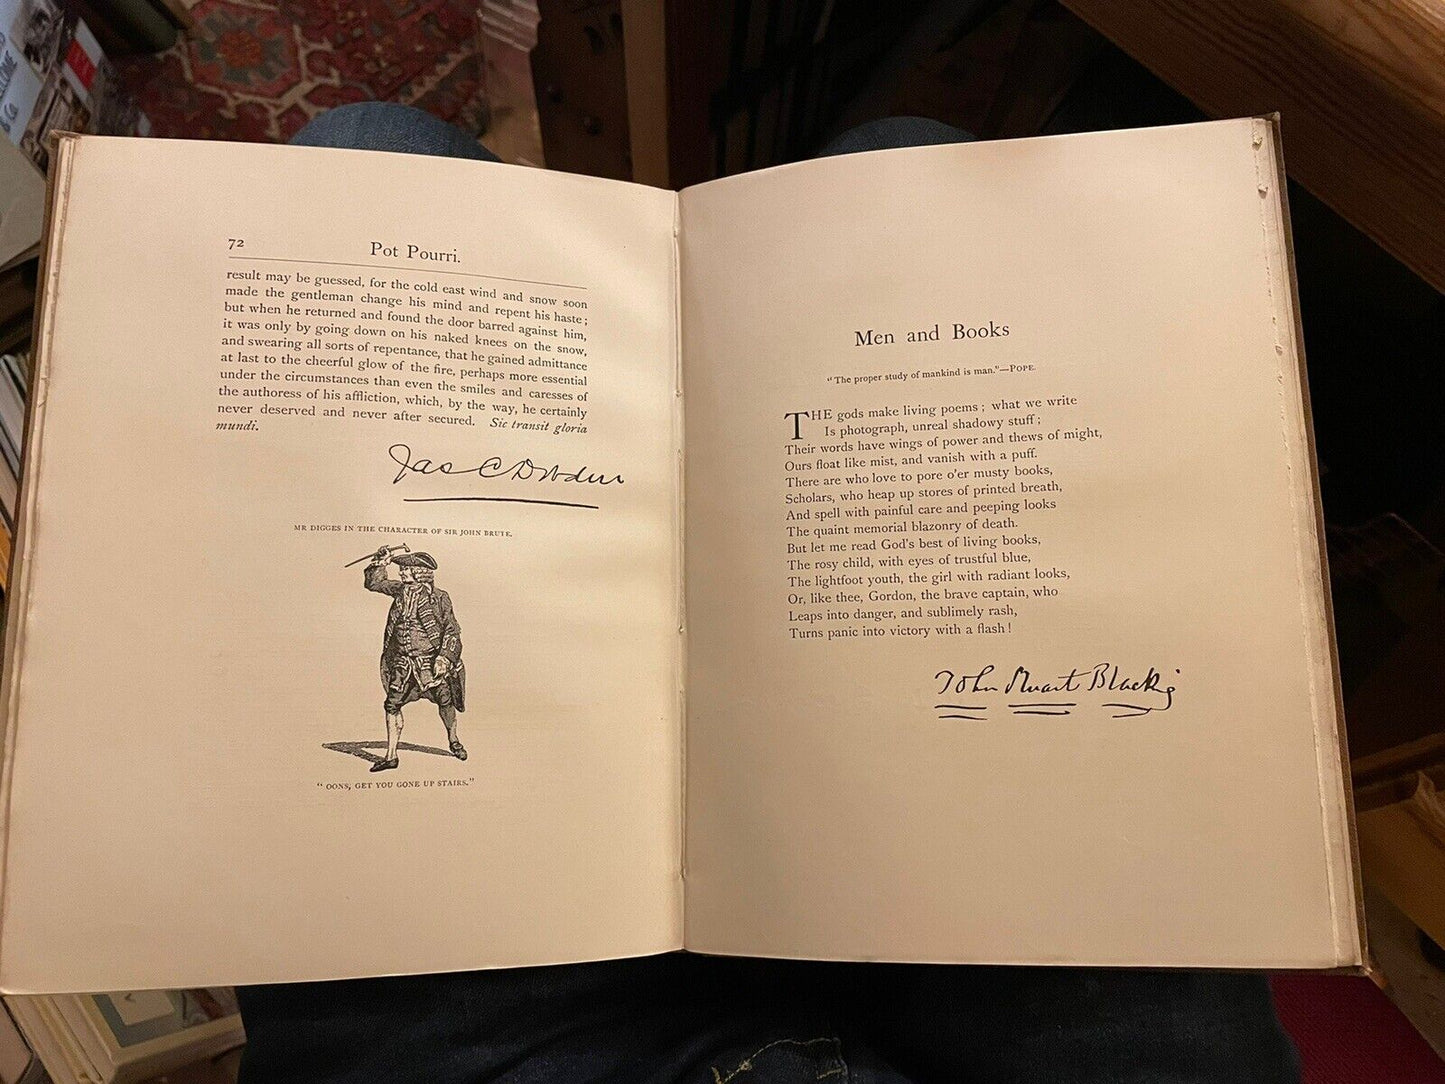 72
Pot Pourri.
result may be guessed, for the cold east wind and snow soon
made the gentleman change his mind and repent his haste;
but when he returned and found the door barred against him,
it was only by going down on his naked knees on the snow,
and swearing all sorts of repentance, that he gained admittance
at last to the cheerful glow of the fire, perhaps more essential
under the circumstances than even the smiles and caresses of
the authoress of his affliction, which, by the way, he certainly
never deserved and never after secured. Sic transit gloria
mundi.
Jas C
MR DIGGES IN THE CHARACTER OF SIR JOHN BRUTE.
"OONS, GET YOU GONE UP STAIRS."
Men and Books
"The proper study of mankind is man."—POPE.
THE gods make living poems; what we write
Is photograph, unreal shadowy stuff;
Their words have wings of power and thews of might,
Ours float like mist, and vanish with a puff.
There are who love to pore o'er musty books,
Scholars, who heap up stores of printed breath,
And spell with painful care and peeping looks
The quaint memorial blazonry of death.
But let me read God's best of living books,
The rosy child, with eyes of trustful blue,
The lightfoot youth, the girl with radiant looks,
Or, like thee, Gordon, the brave captain, who
Leaps into danger, and sublimely rash,
Turns panic into victory with a flash!
John Stuart Blackie